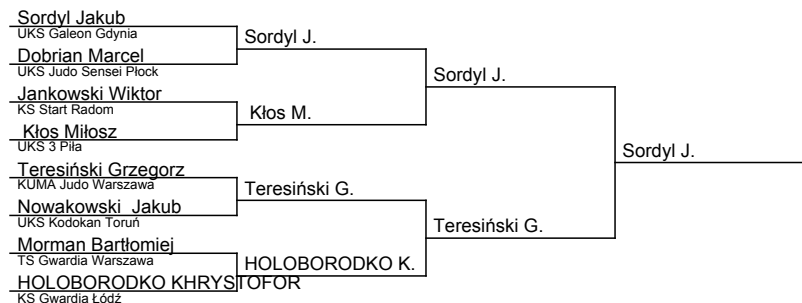 Sordyl Jakub
UKS Galeon Gdynia
Sordyl J.
Dobrian Marcel
UKS Judo Sensei Płock
Sordyl J.
Jankowski Wiktor
KS Start Radom
Kłos M.
Kłos Miłosz
UKS 3 Piła
Sordyl J.
Teresiński Grzegorz
KUMA Judo Warszawa
Teresiński G.
Nowakowski Jakub
UKS Kodokan Toruń
Teresiński G.
Morman Bartłomiej
TS Gwardia Warszawa
HOLOBORODKO K.
HOLOBORODKO KHRYSTOFOR
KS Gwardia Łódź